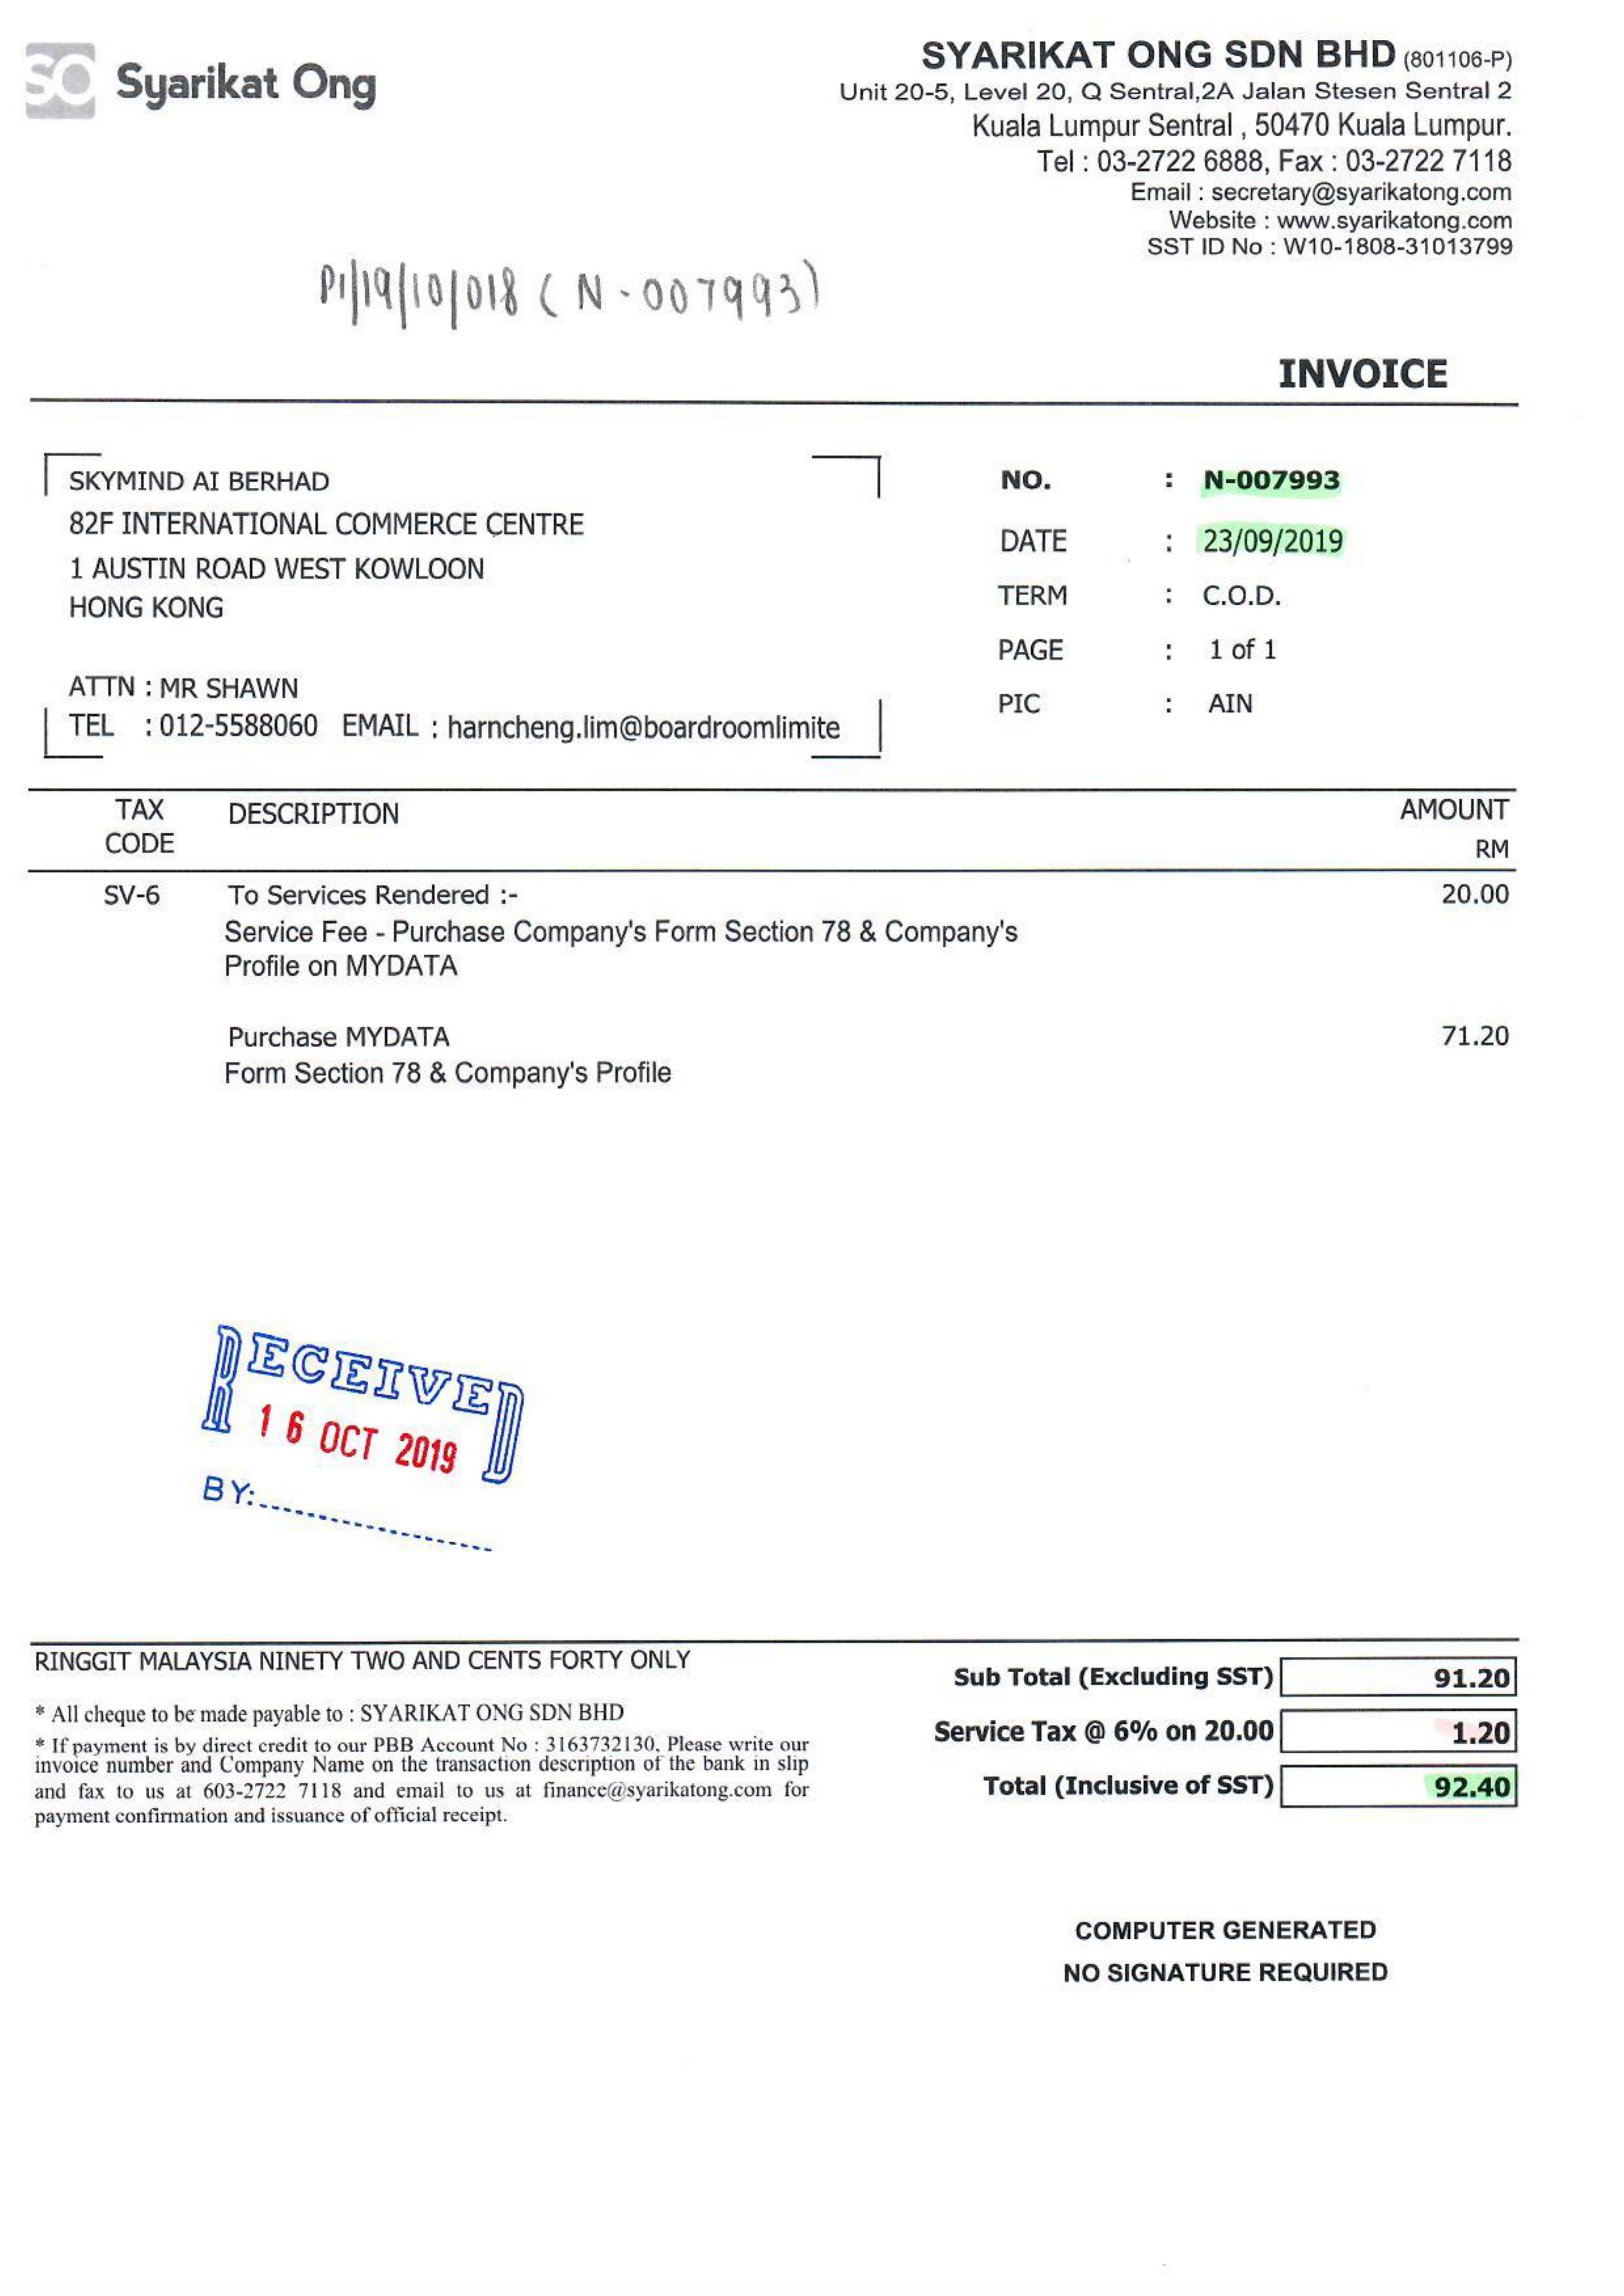 SO Syarikat Ong
SYARIKAT ONG SDN BHD (801106-P)
Unit 20-5, Level 20, Q Sentral,2A Jalan Stesen Sentral 2
Kuala Lumpur Sentral , 50470 Kuala Lumpur.
Tel : 03-2722 6888, Fax : 03-2722 7118
Email : secretary@syarikatong.com
Website : www.syarikatong.com
SST ID No : W10-1808-31013799
PI/19/10/018 (N-007993)
INVOICE
SKYMIND AI BERHAD
82F INTERNATIONAL COMMERCE CENTRE
1 AUSTIN ROAD WEST KOWLOON
HONG KONG
ATTN : MR SHAWN
TEL : 012-5588060 EMAIL : harncheng.lim@boardroomlimite
NO. : N-007993
DATE : 23/09/2019
TERM : C.O.D.
PAGE : 1 of 1
PIC : AIN
TAX CODE DESCRIPTION AMOUNT
RM
SV-6 To Services Rendered :- 20.00
Service Fee - Purchase Company's Form Section 78 & Company's
Profile on MYDATA
Purchase MYDATA 71.20
Form Section 78 & Company's Profile
RECEIVED
16 OCT 2019
BY:
RINGGIT MALAYSIA NINETY TWO AND CENTS FORTY ONLY
* All cheque to be made payable to : SYARIKAT ONG SDN BHD
* If payment is by direct credit to our PBB Account No : 3163732130, Please write our
invoice number and Company Name on the transaction description of the bank in slip
and fax to us at 603-2722 7118 and email to us at finance@syarikatong.com for
payment confirmation and issuance of official receipt.
Sub Total (Excluding SST) 91.20
Service Tax @ 6% on 20.00 1.20
Total (Inclusive of SST) 92.40
COMPUTER GENERATED
NO SIGNATURE REQUIRED